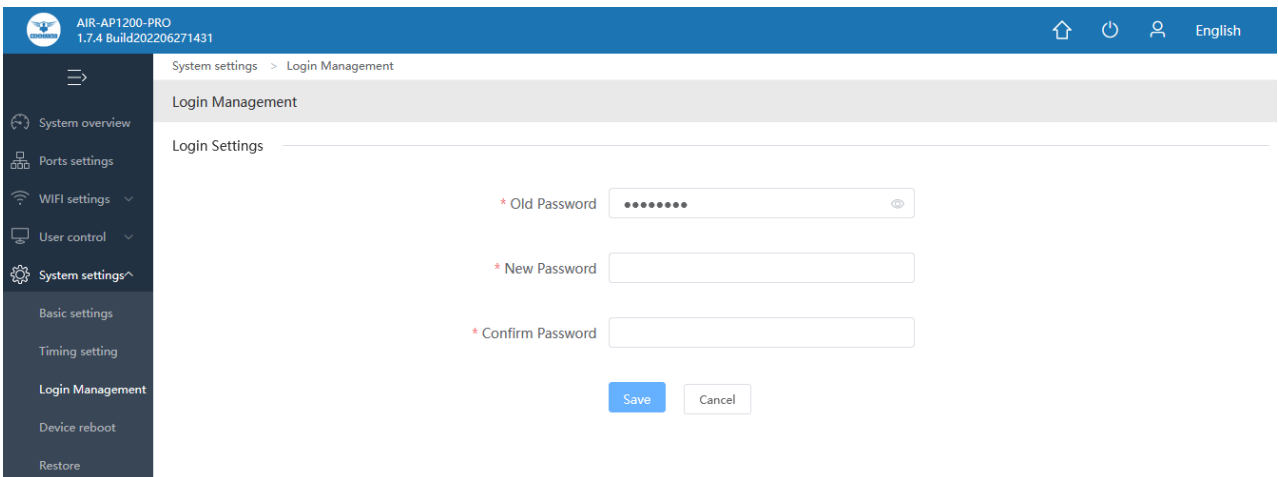 AIR-AP1200-PRO
1.7.4 Build202206271431
English
System settings > Login Management
Login Management
System overview
Login Settings
Ports settings
WIFI settings
* Old Password ••••••••
User control
* New Password
System settings
Basic settings
* Confirm Password
Timing setting
Login Management
Save Cancel
Device reboot
Restore